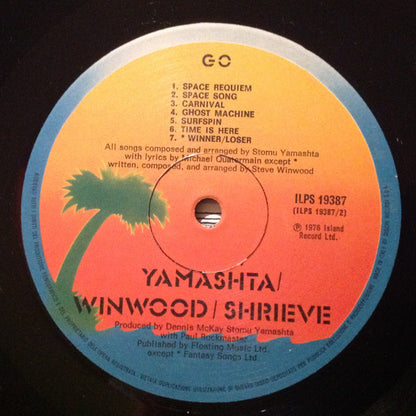 GO
1. SPACE REQUIEM
2. SPACE SONG
3. CARNIVAL
4. GHOST MACHINE
5. SURFSPIN
6. TIME IS HERE
7. * WINNER/LOSER
All songs composed and arranged by Stomu Yamashta
with lyrics by Michael Quatermain except *
written, composed, and arranged by Steve Winwood
ILPS 19387
(ILPS 19387/2)
℗ 1976 Island
Record Ltd.
YAMASHTA/
WINWOOD/SHRIEVE
Produced by Dennis McKay Stomu Yamashta
with Paul Buckmaster
Published by Floating Music Ltd.
except * Fantasy Songs Ltd